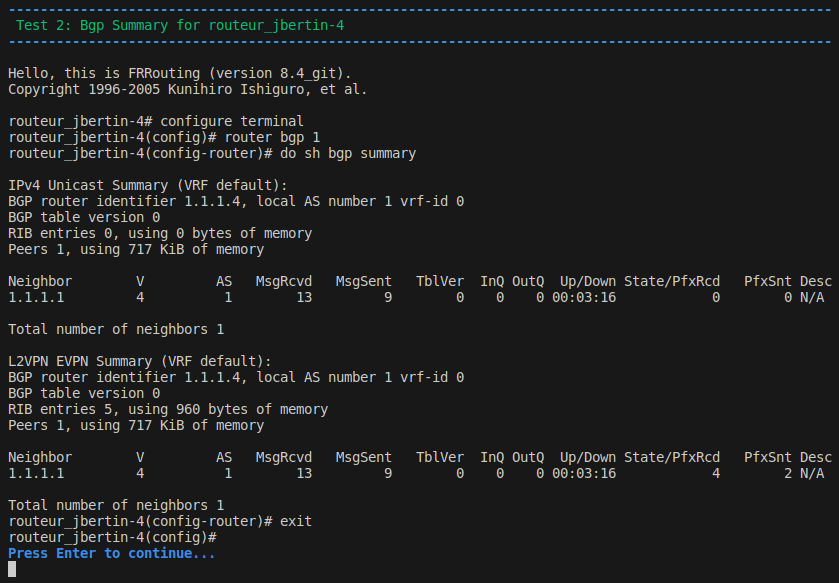 --------------------------------------------------------------------------------------------------------
Test 2: Bgp Summary for routeur_jbertin-4
--------------------------------------------------------------------------------------------------------
Hello, this is FRRouting (version 8.4_git).
Copyright 1996-2005 Kunihiro Ishiguro, et al.
routeur_jbertin-4# configure terminal
routeur_jbertin-4(config)# router bgp 1
routeur_jbertin-4(config-router)# do sh bgp summary
IPv4 Unicast Summary (VRF default):
BGP router identifier 1.1.1.4, local AS number 1 vrf-id 0
BGP table version 0
RIB entries 0, using 0 bytes of memory
Peers 1, using 717 KiB of memory
Neighbor        V         AS   MsgRcvd   MsgSent   TblVer  InQ OutQ  Up/Down State/PfxRcd   PfxSnt Desc
1.1.1.1         4          1        13         9        0    0    0 00:03:16            0        0 N/A
Total number of neighbors 1
L2VPN EVPN Summary (VRF default):
BGP router identifier 1.1.1.4, local AS number 1 vrf-id 0
BGP table version 0
RIB entries 5, using 960 bytes of memory
Peers 1, using 717 KiB of memory
Neighbor        V         AS   MsgRcvd   MsgSent   TblVer  InQ OutQ  Up/Down State/PfxRcd   PfxSnt Desc
1.1.1.1         4          1        13         9        0    0    0 00:03:16            4        2 N/A
Total number of neighbors 1
routeur_jbertin-4(config-router)# exit
routeur_jbertin-4(config)#
Press Enter to continue...